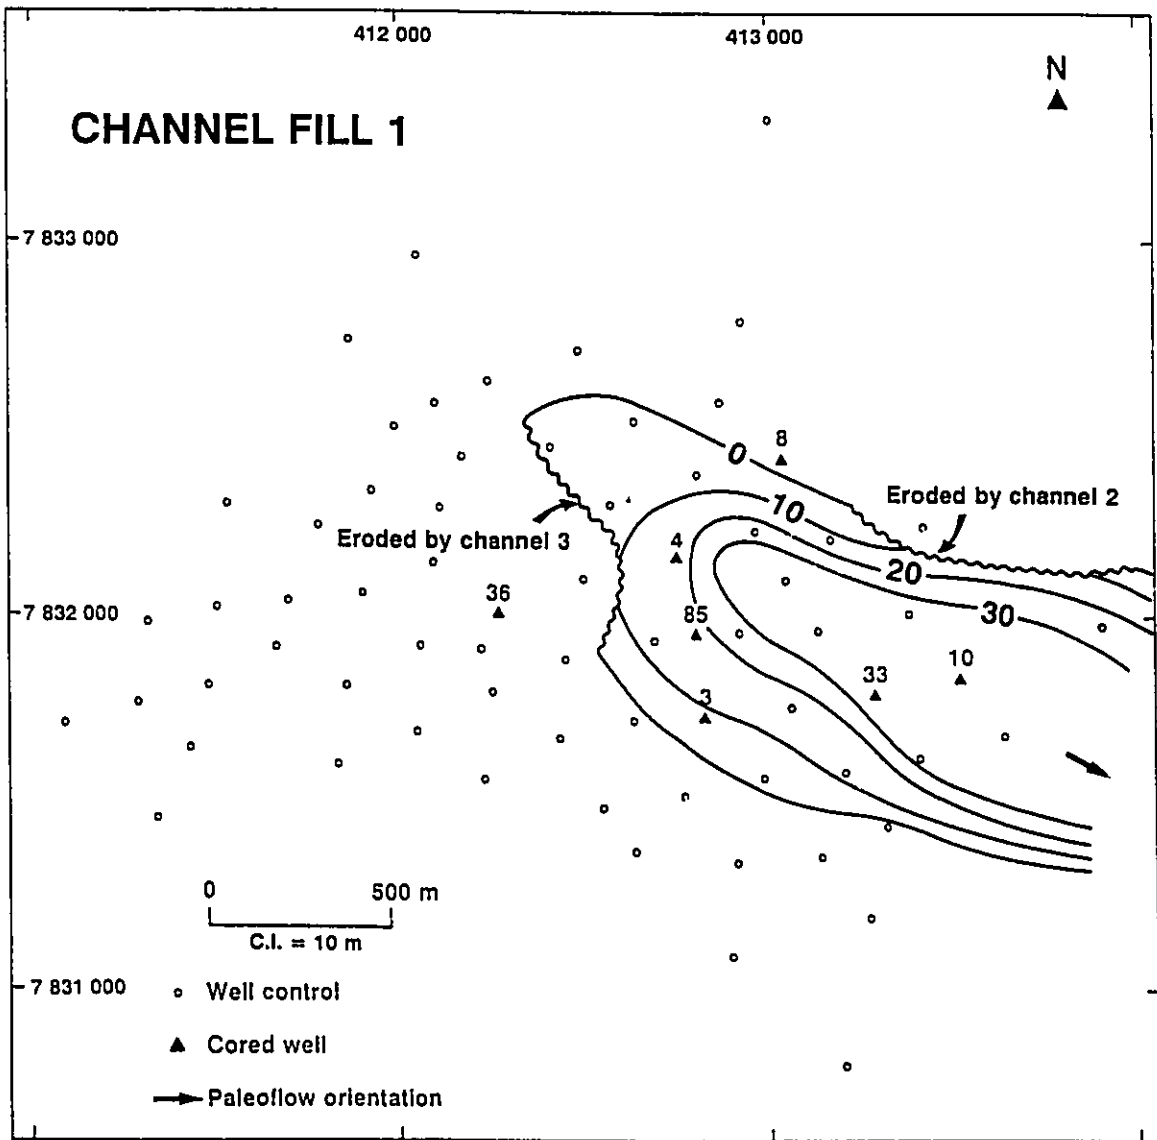 412 000
413 000
N
CHANNEL FILL 1
7 833 000
0
8
10
Eroded by channel 2
Eroded by channel 3
4
20
36
85
30
7 832 000
33
10
3
0 500 m
C.I. = 10 m
7 831 000
Well control
Cored well
Paleoflow orientation